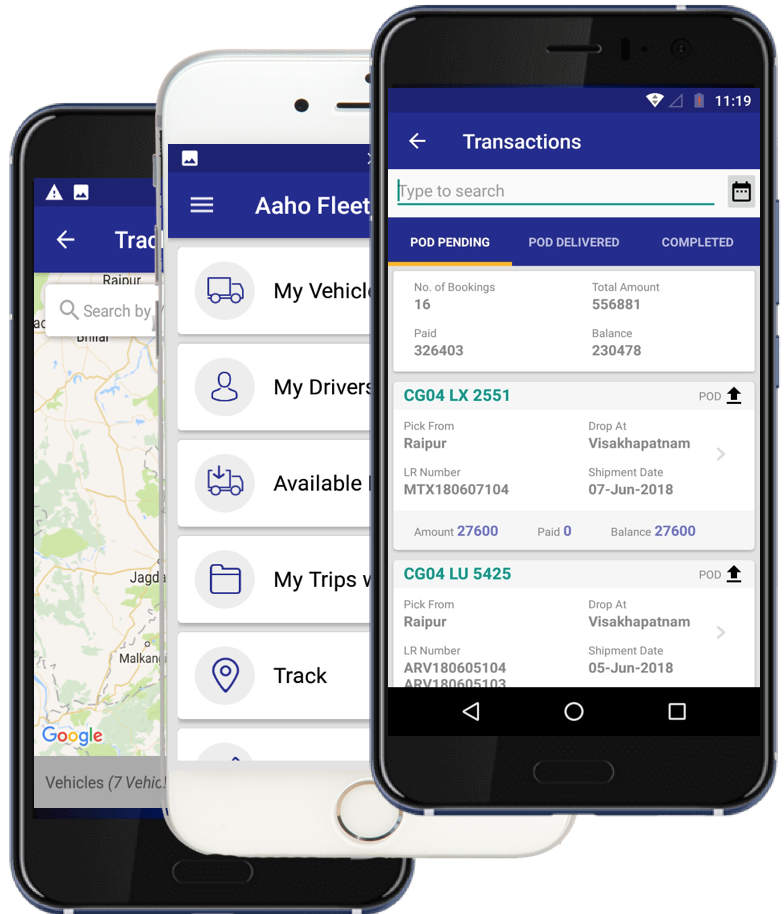 Trac
Raipur
Search by
Bhilai
Jagda
Malkang
Google
Vehicles (7 Vehicl
Aaho Fleet
My Vehicle
My Drivers
Available
My Trips w
Track
11:19
Transactions
Type to search
POD PENDING POD DELIVERED COMPLETED
No. of Bookings Total Amount
16 556881
Paid Balance
326403 230478
CG04 LX 2551 POD
Pick From Drop At
Raipur Visakhapatnam
LR Number Shipment Date
MTX180607104 07-Jun-2018
Amount 27600 Paid 0 Balance 27600
CG04 LU 5425 POD
Pick From Drop At
Raipur Visakhapatnam
LR Number Shipment Date
ARV180605104 05-Jun-2018
ARV180605103